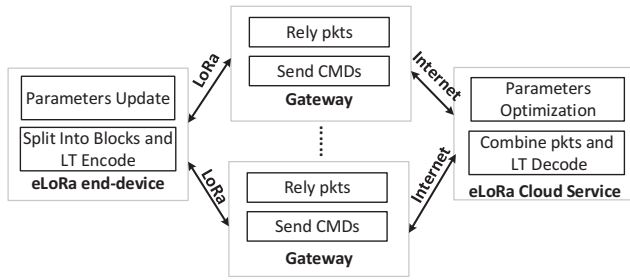 Parameters Update
Split Into Blocks and
LT Encode
eLoRa end-device
LoRa
LoRa
Rely pkts
Send CMDs
Gateway
Rely pkts
Send CMDs
Gateway
Internet
Internet
Parameters
Optimization
Combine pkts and
LT Decode
eLoRa Cloud Service